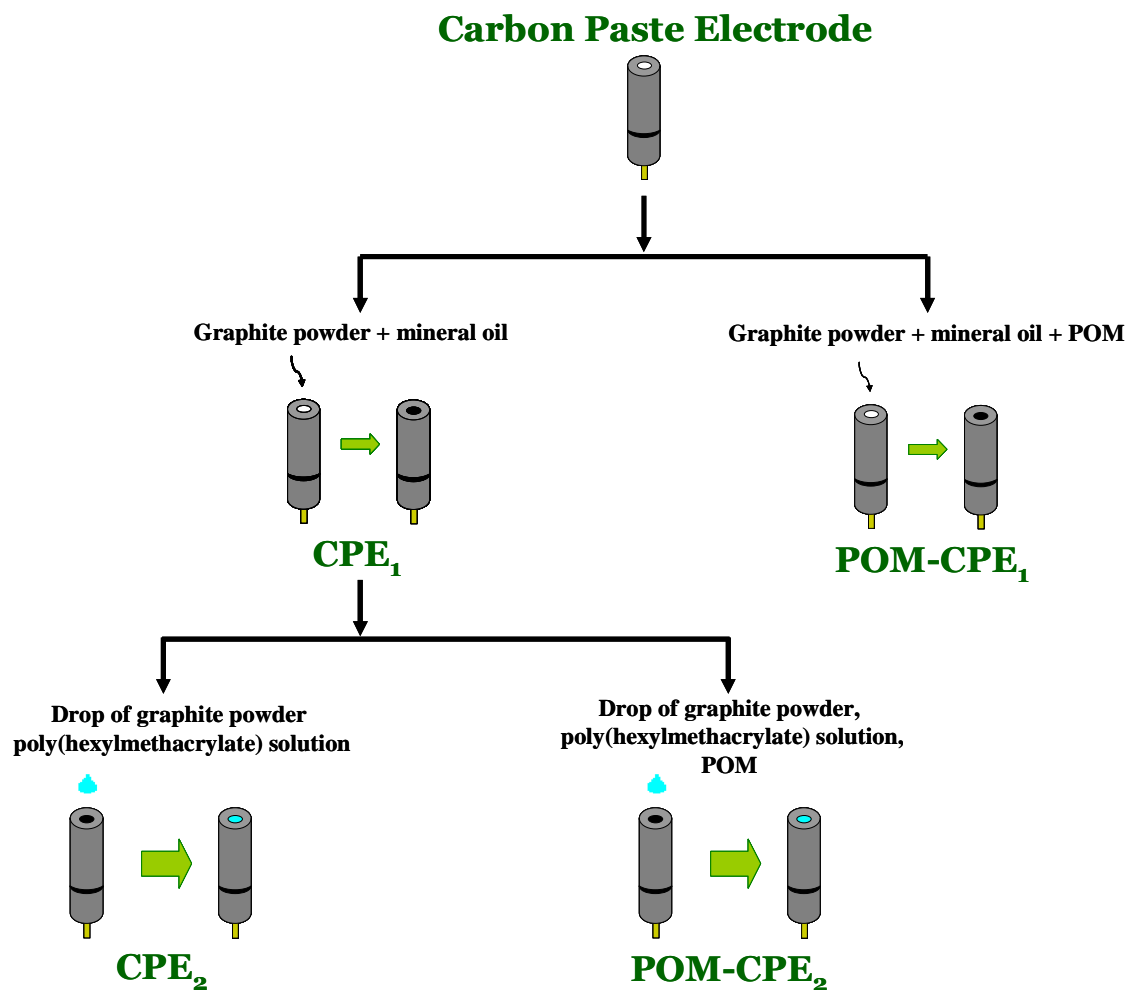 Carbon Paste Electrode
Graphite powder + mineral oil
Graphite powder + mineral oil + POM
CPE₁
POM-CPE₁
Drop of graphite powder
poly(hexylmethacrylate) solution
Drop of graphite powder,
poly(hexylmethacrylate) solution,
POM
CPE₂
POM-CPE₂